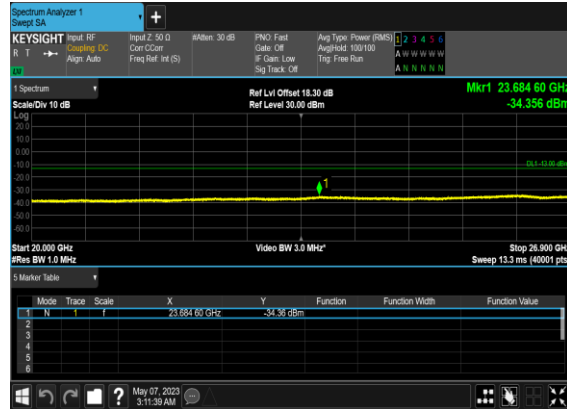 Spectrum Analyzer 1
Swept SA
KEYSIGHT Input: RF Input Z: 50 Ω #Atten: 30 dB PNO: Fast Avg Type: Power (RMS) 1 2 3 4 5 6
R T Coupling: DC Corr CCorr Gate: Off Avg|Hold: 100/100 A W W W W W
Align: Auto Freq Ref: Int (S) IF Gain: Low Trig: Free Run
Sig Track: Off A N N N N N
1 Spectrum Ref Lvl Offset 18.30 dB Mkr1 23.684 60 GHz
Scale/Div 10 dB Ref Level 30.00 dBm -34.356 dBm
Log
20.0
10.0
0.00
-10.0 DL1 -13.00 dBm
-20.0
-30.0 1
-40.0
-50.0
-60.0
Start 20.000 GHz Video BW 3.0 MHz* Stop 26.900 GHz
#Res BW 1.0 MHz Sweep 13.3 ms (40001 pts)
5 Marker Table
Mode Trace Scale X Y Function Function Width Function Value
1 N 1 f 23.684 60 GHz -34.36 dBm
2
3
4
5
6
? May 07, 2023
3:11:39 AM